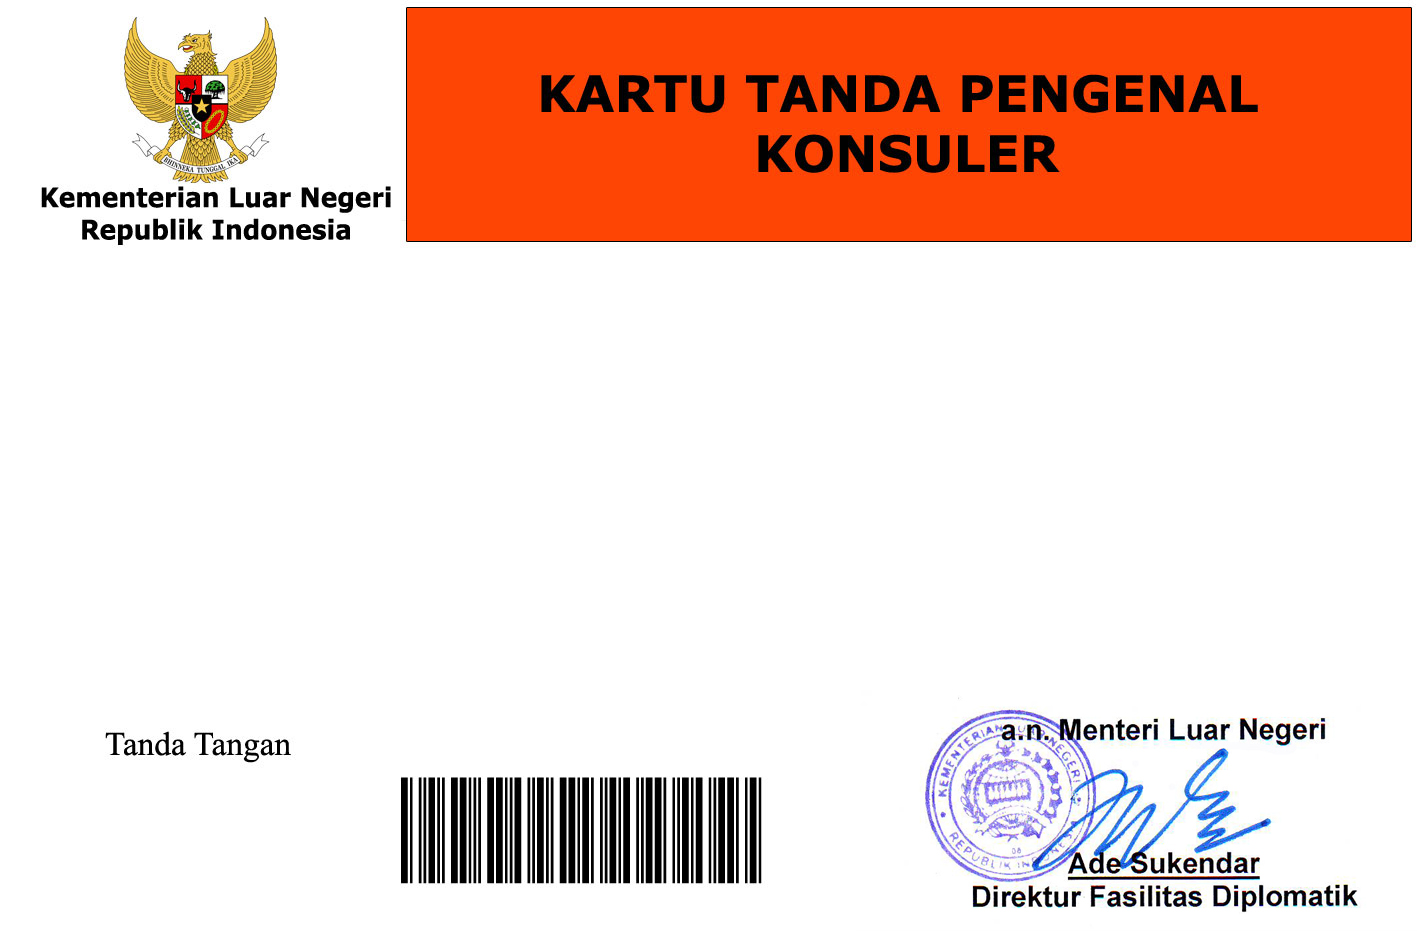 BHINNEKA TUNGGAL IKA
Kementerian Luar Negeri
Republik Indonesia
KARTU TANDA PENGENAL
KONSULER
Tanda Tangan
a.n. Menteri Luar Negeri
KEMENTERIAN LUAR NEGERI
REPUBLIK INDONESIA
08
Ade Sukendar
Direktur Fasilitas Diplomatik